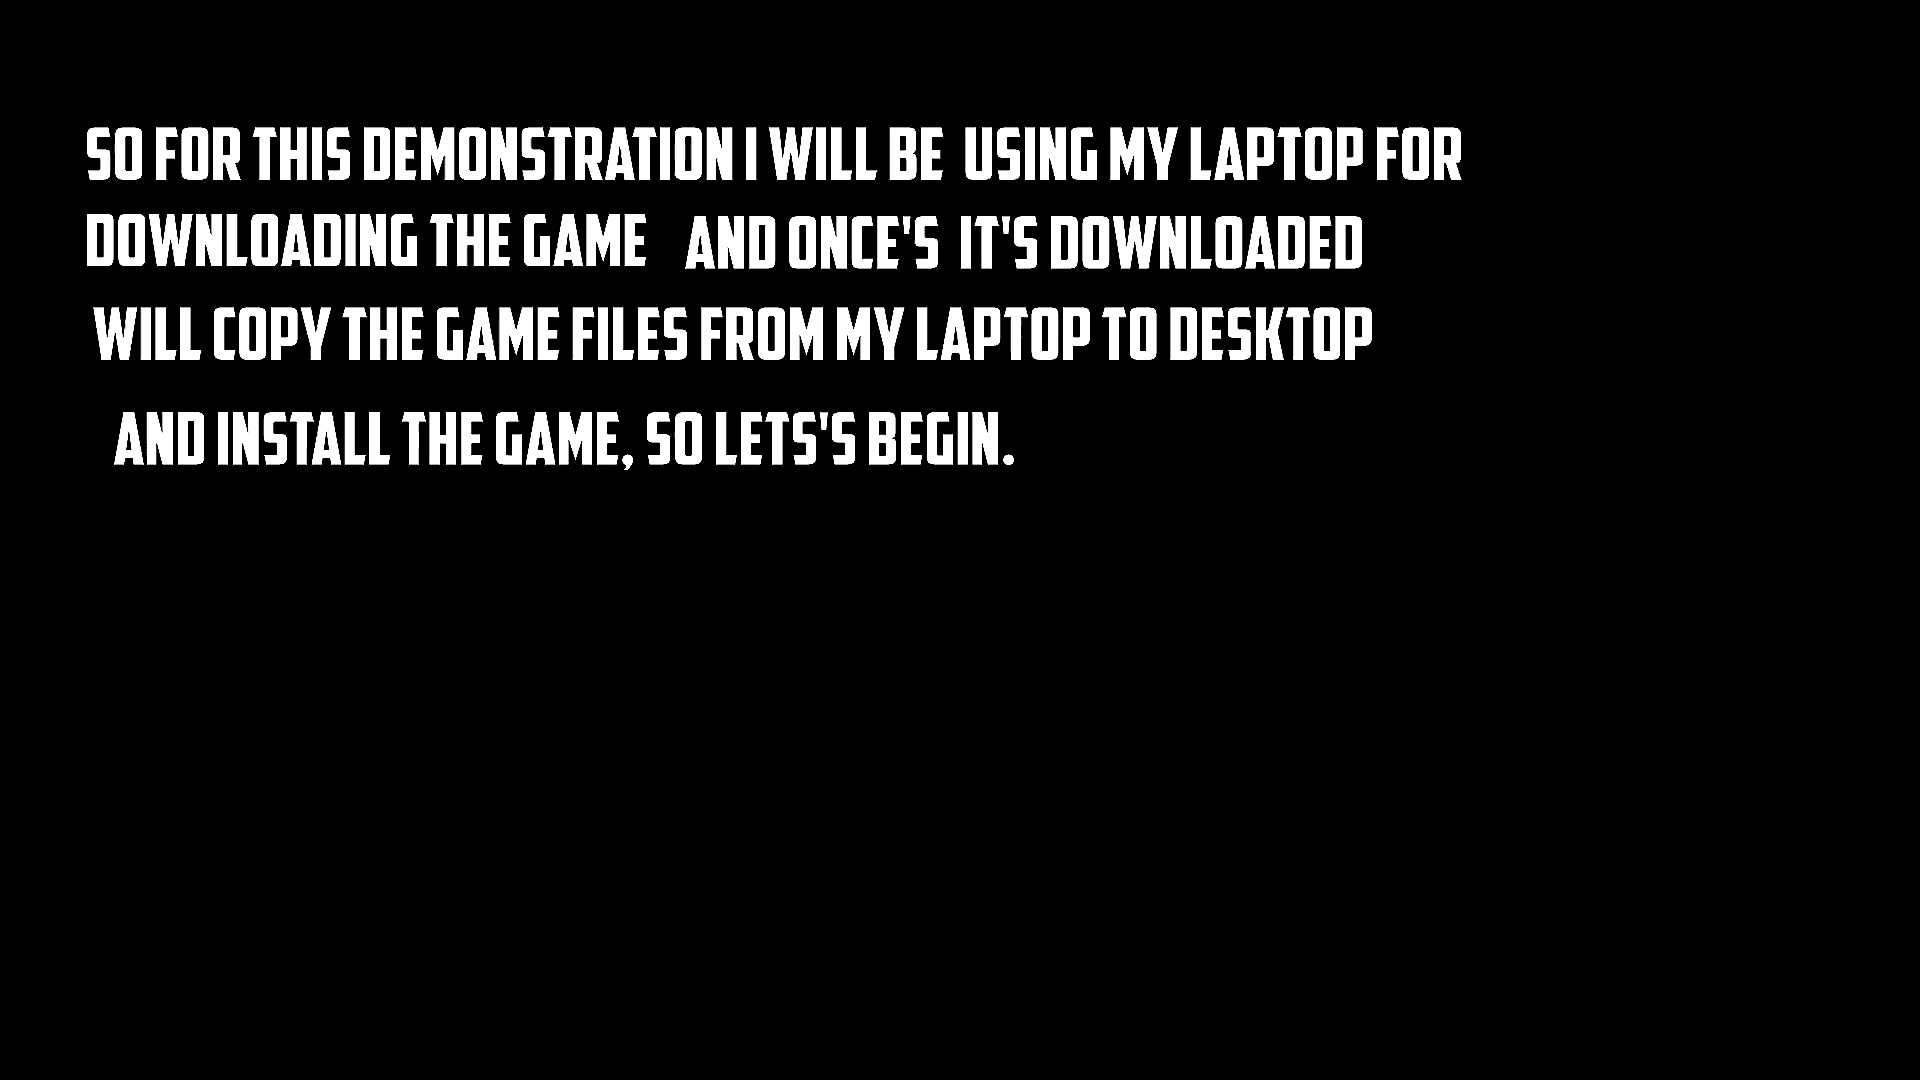 SO FOR THIS DEMONSTRATION I WILL BE USING MY LAPTOP FOR
DOWNLOADING THE GAME AND ONCE'S IT'S DOWNLOADED
WILL COPY THE GAME FILES FROM MY LAPTOP TO DESKTOP
AND INSTALL THE GAME, SO LETS'S BEGIN.